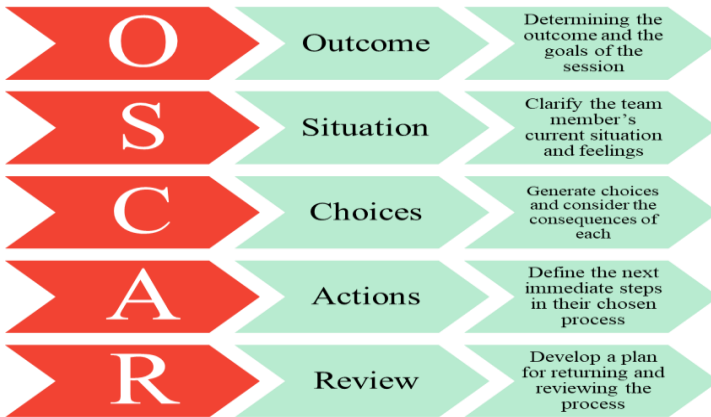 O
Outcome
Determining the
outcome and the
goals of the
session
S
Situation
Clarify the team
member's
current situation
and feelings
C
Choices
Generate choices
and consider the
consequences of
each
A
Actions
Define the next
immediate steps
in their chosen
process
R
Review
Develop a plan
for returning and
reviewing the
process